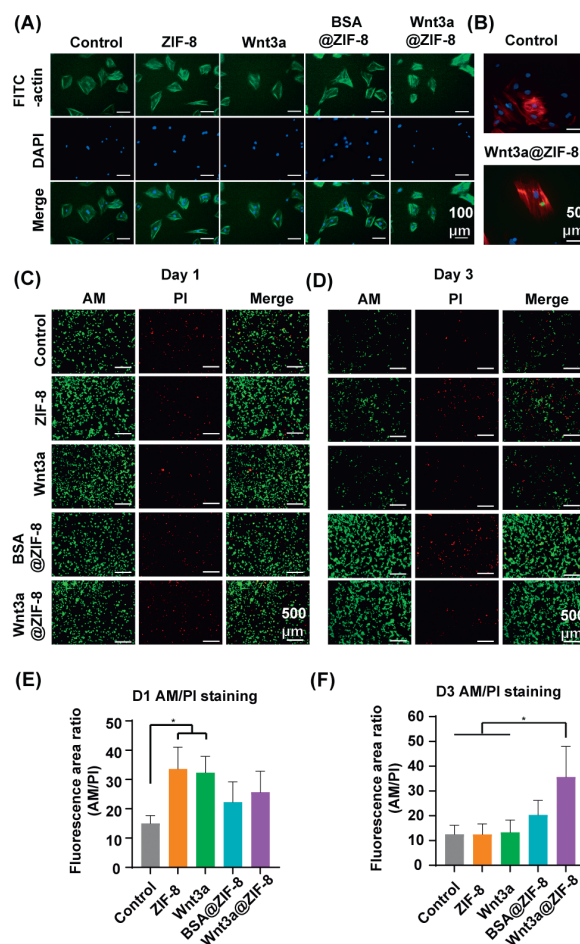 (A)
Control
ZIF-8
Wnt3a
BSA
@ZIF-8
Wnt3a
@ZIF-8
FITC
-actin
DAPI
Merge
100
µm
(B)
Control
Wnt3a@ZIF-8
50
µm
(C)
Day 1
AM
PI
Merge
Control
ZIF-8
Wnt3a
BSA
@ZIF-8
Wnt3a
@ZIF-8
500
µm
(D)
Day 3
AM
PI
Merge
500
µm
(E)
D1 AM/PI staining
Fluorescence area ratio
(AM/PI)
50
40
30
20
10
0
*
Control
ZIF-8
Wnt3a
BSA@ZIF-8
Wnt3a@ZIF-8
(F)
D3 AM/PI staining
Fluorescence area ratio
(AM/PI)
60
50
40
30
20
10
0
*
Control
ZIF-8
Wnt3a
BSA@ZIF-8
Wnt3a@ZIF-8